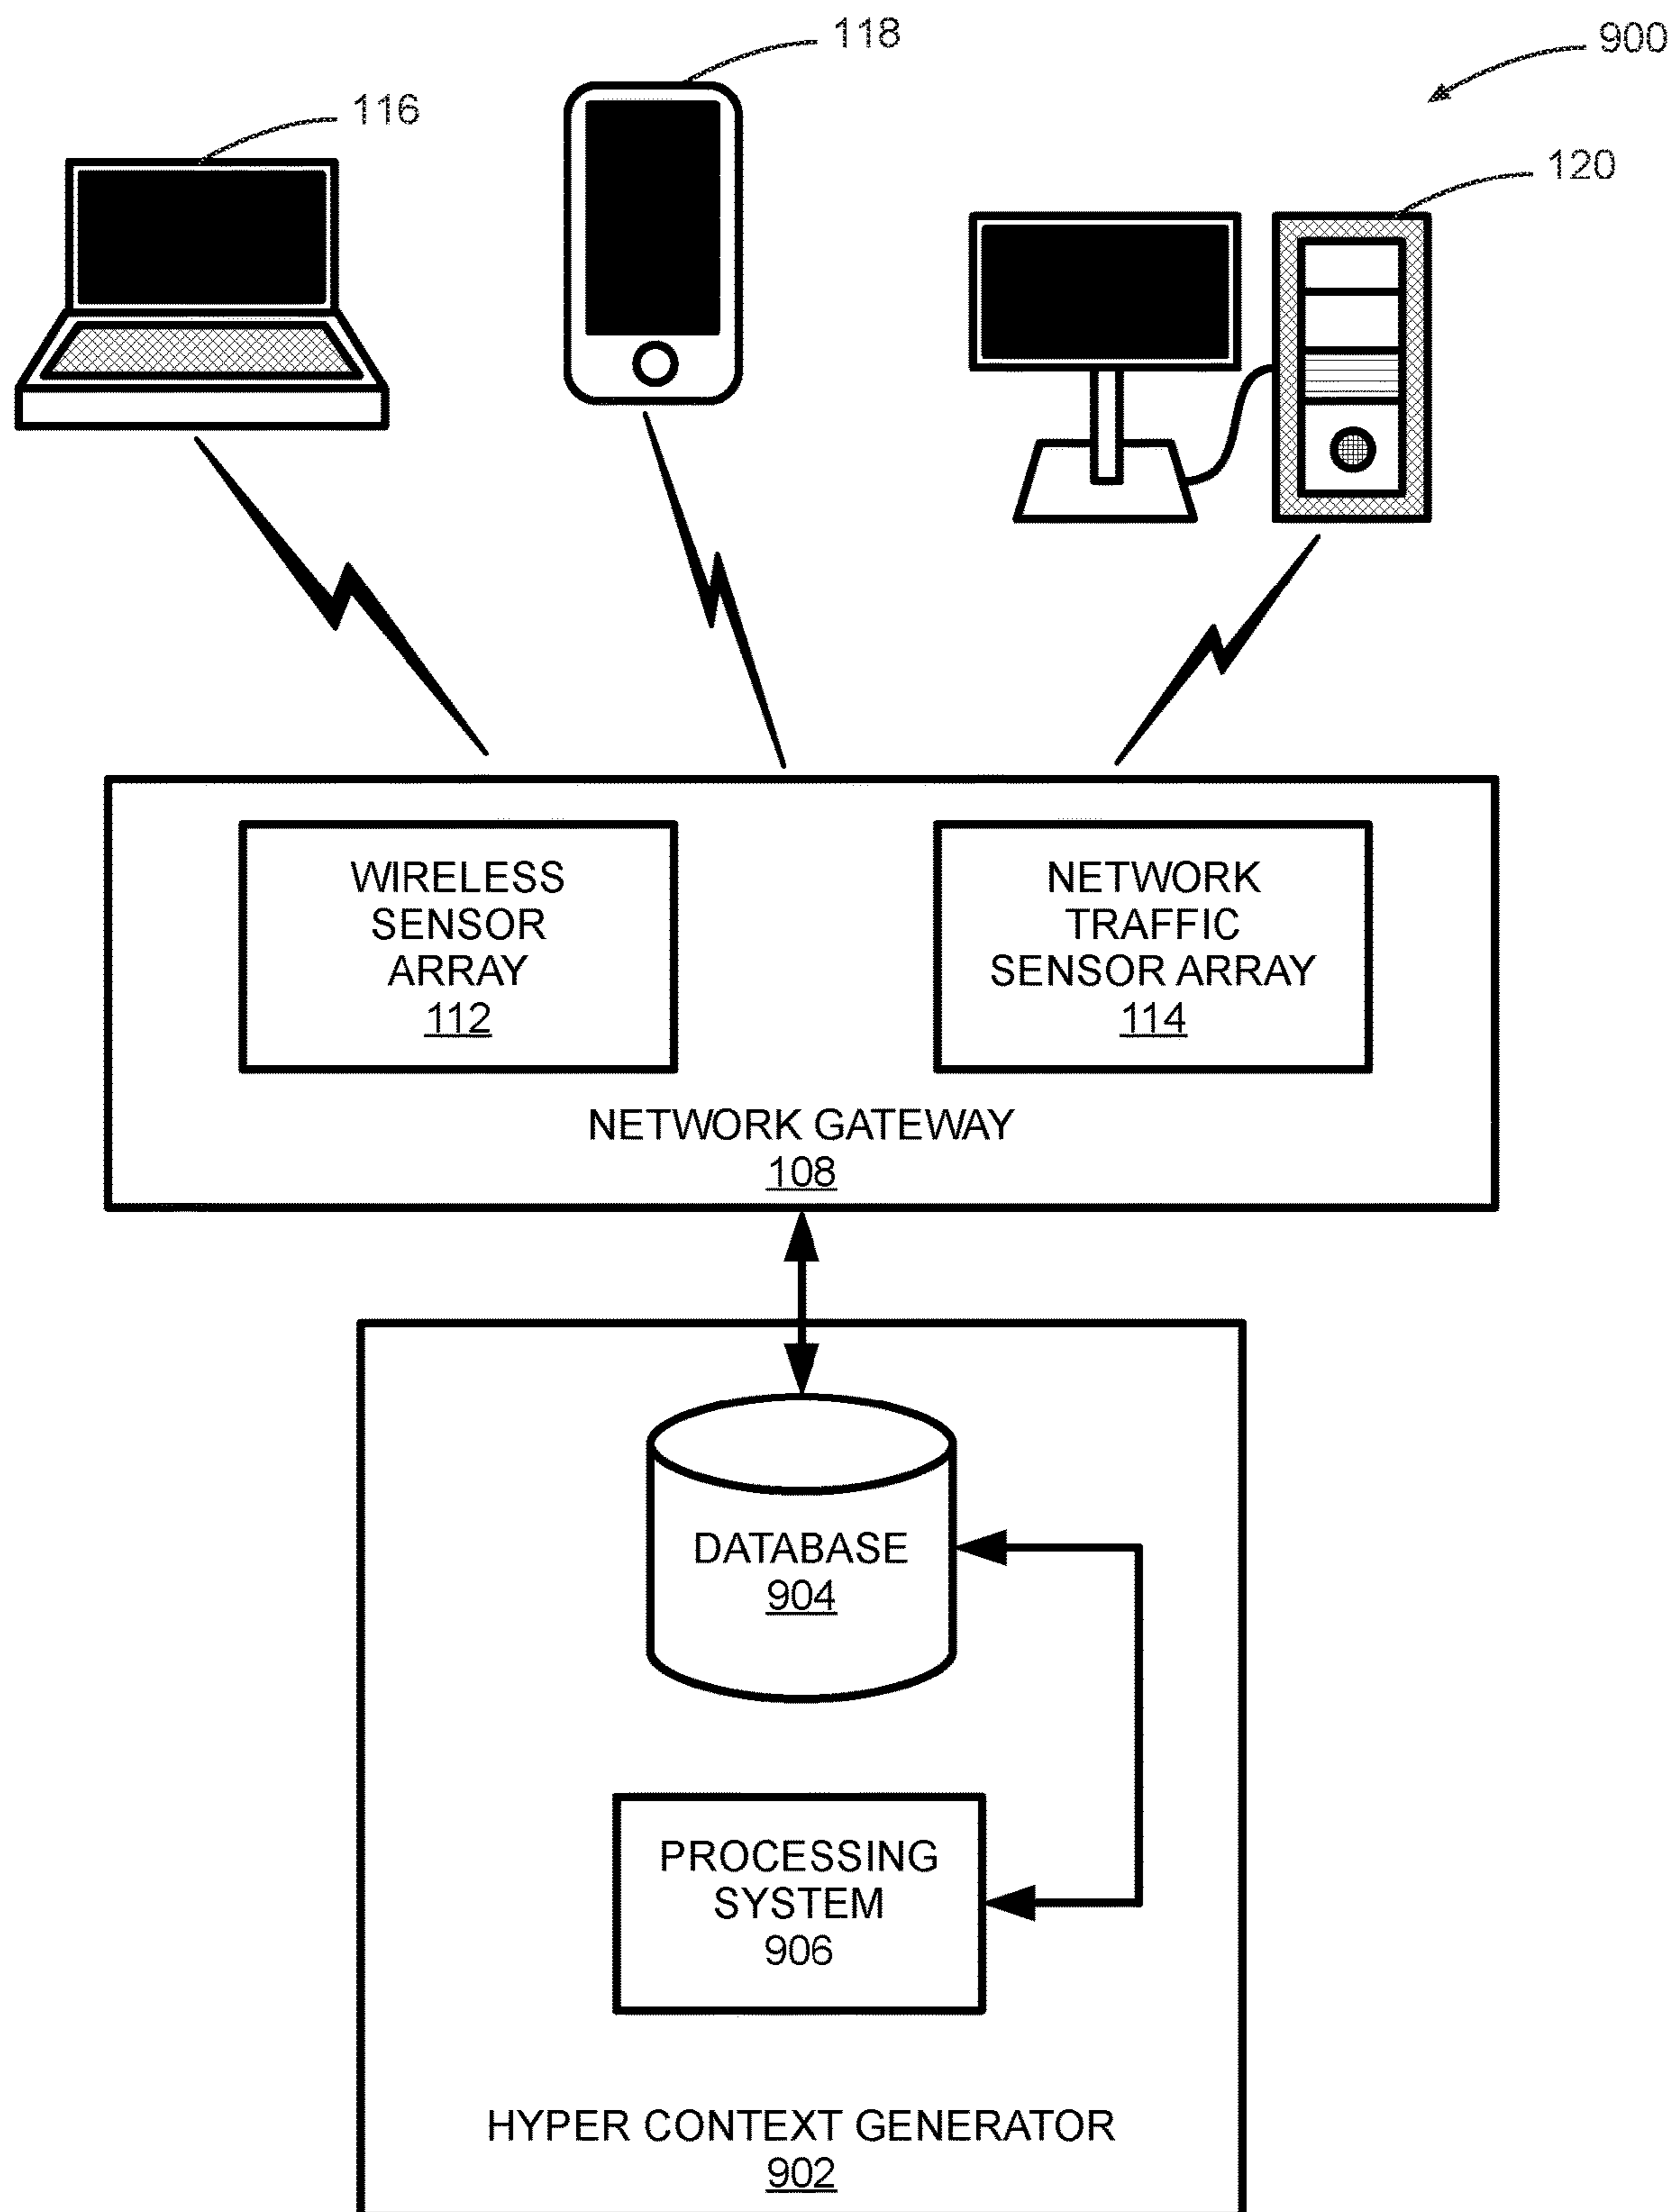 118
900
116
120
WIRELESS
SENSOR
ARRAY
112
NETWORK
TRAFFIC
SENSOR ARRAY
114
NETWORK GATEWAY
108
DATABASE
904
PROCESSING
SYSTEM
906
HYPER CONTEXT GENERATOR
902